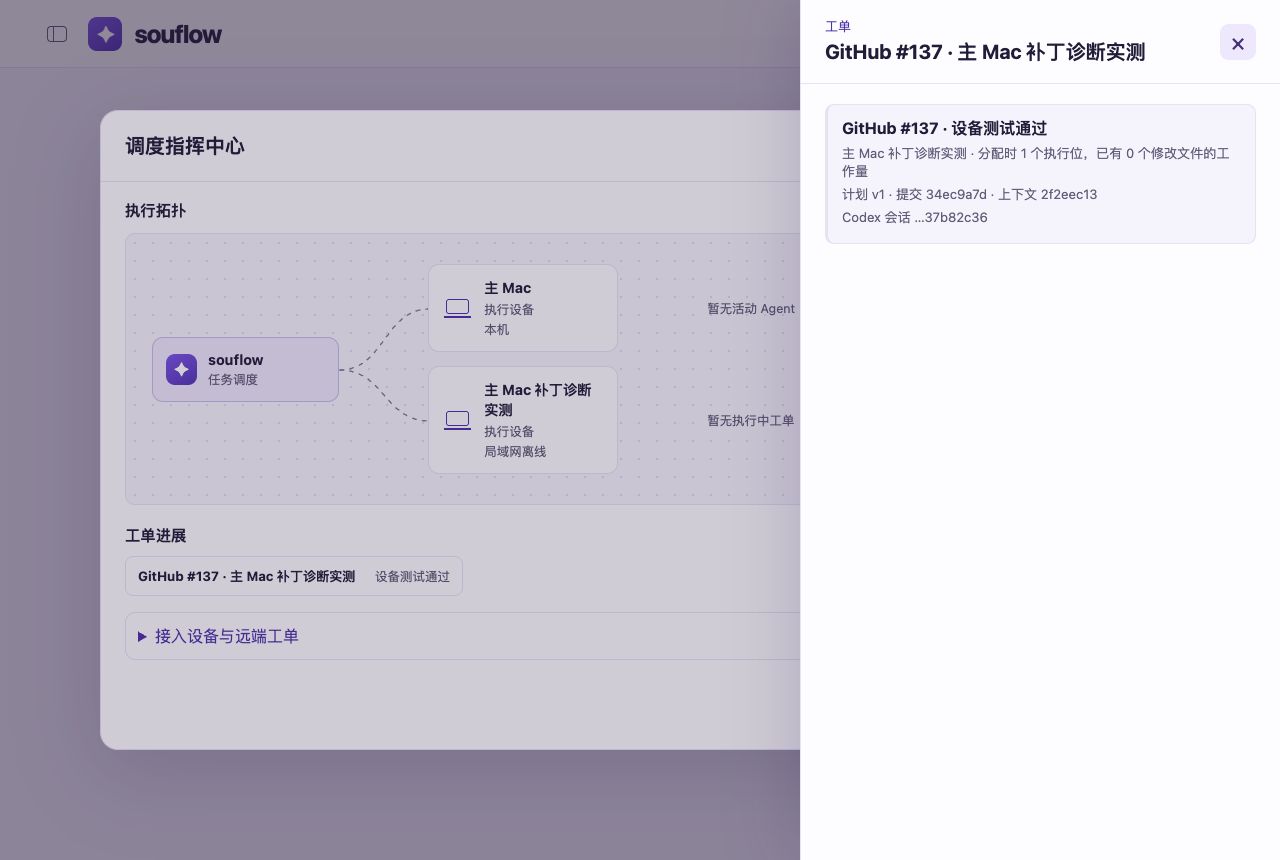 souflow
调度指挥中心
执行拓扑
souflow
任务调度
主 Mac
执行设备
本机
暂无活动 Agent
主 Mac 补丁诊断
实测
执行设备
局域网离线
暂无执行中工单
工单进展
GitHub #137 · 主 Mac 补丁诊断实测 设备测试通过
接入设备与远端工单
工单
GitHub #137 · 主 Mac 补丁诊断实测
GitHub #137 · 设备测试通过
主 Mac 补丁诊断实测 · 分配时 1 个执行位，已有 0 个修改文件的工
作量
计划 v1 · 提交 34ec9a7d · 上下文 2f2eec13
Codex 会话 …37b82c36